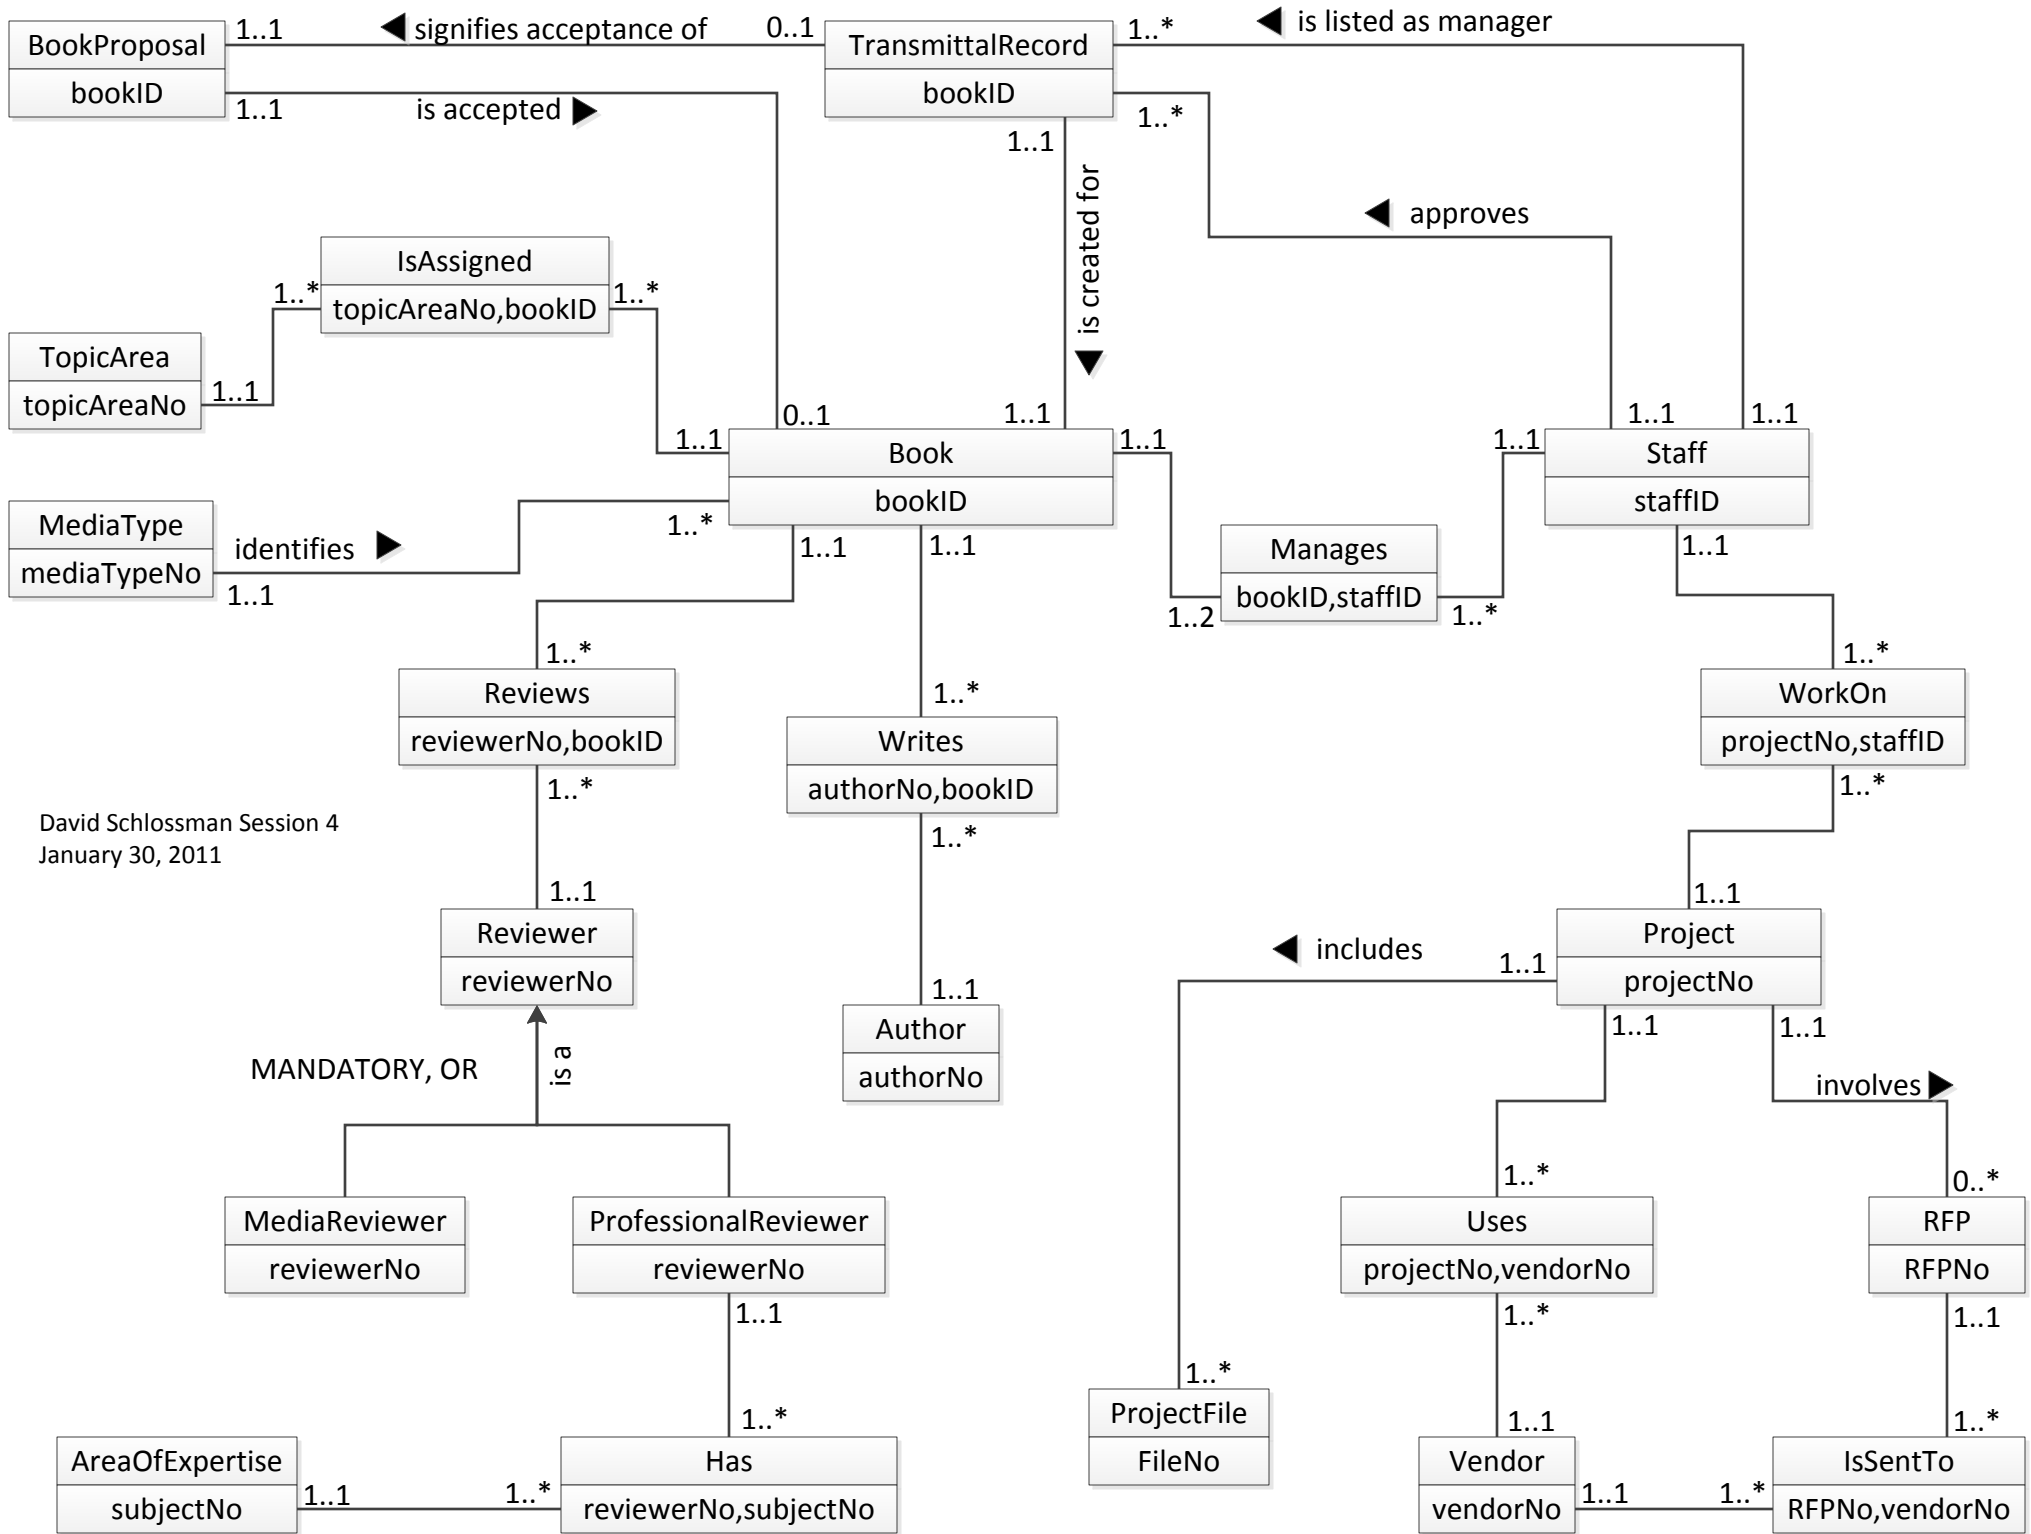 BookProposal
bookID
1..1
signifies acceptance of
0..1
TransmittalRecord
bookID
1..*
is listed as manager
1..1
is accepted
1..*
1..1
approves
is created for
IsAssigned
topicAreaNo,bookID
1..*
1..*
TopicArea
topicAreaNo
1..1
1..1
0..1
1..1
1..1
1..1
1..1
1..1
Book
bookID
Staff
staffID
MediaType
mediaTypeNo
1..1
identifies
1..*
1..1
1..1
1..1
Manages
bookID,staffID
1..2
1..*
1..*
Reviews
reviewerNo,bookID
1..*
1..*
Writes
authorNo,bookID
1..*
1..*
WorkOn
projectNo,staffID
1..*
David Schlossman Session 4
January 30, 2011
1..1
Reviewer
reviewerNo
1..1
Author
authorNo
1..1
Project
projectNo
includes
1..1
1..1
1..1
involves
MANDATORY, OR
is a
MediaReviewer
reviewerNo
ProfessionalReviewer
reviewerNo
1..1
1..*
Uses
projectNo,vendorNo
1..*
0..*
RFP
RFPNo
1..1
1..*
ProjectFile
FileNo
1..*
AreaOfExpertise
subjectNo
1..1
1..*
Has
reviewerNo,subjectNo
1..1
Vendor
vendorNo
1..1
1..*
1..*
IsSentTo
RFPNo,vendorNo